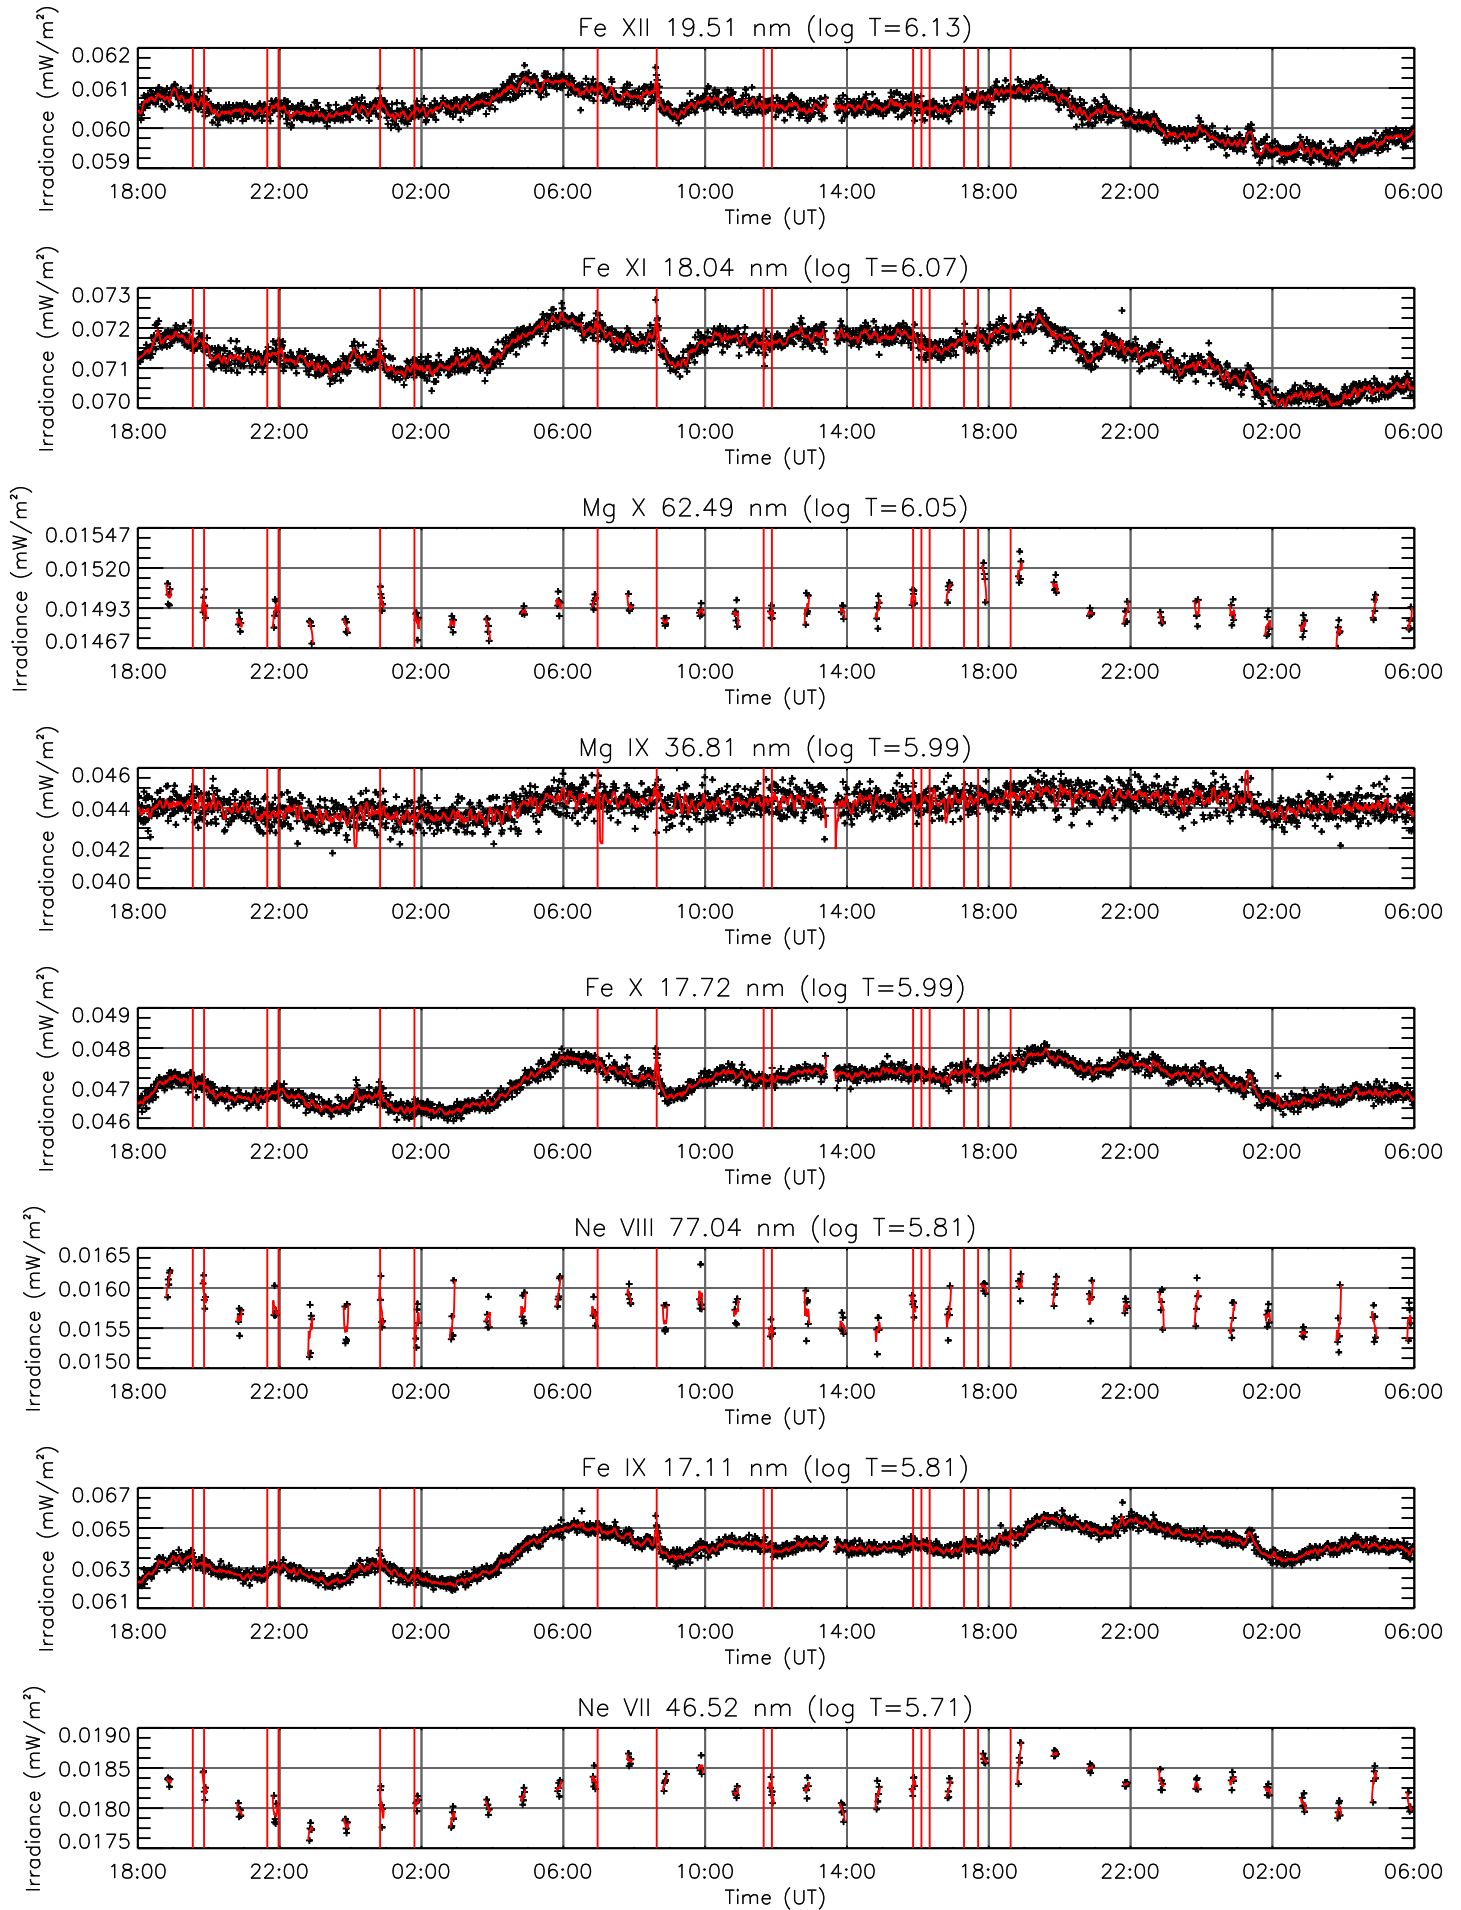 Fe XII 19.51 nm (log T=6.13)
Irradiance (mW/m²)
0.062
0.061
0.060
0.059
18:00 22:00 02:00 06:00 10:00 14:00 18:00 22:00 02:00 06:00
Time (UT)
Fe XI 18.04 nm (log T=6.07)
Irradiance (mW/m²)
0.073
0.072
0.071
0.070
18:00 22:00 02:00 06:00 10:00 14:00 18:00 22:00 02:00 06:00
Time (UT)
Mg X 62.49 nm (log T=6.05)
Irradiance (mW/m²)
0.01547
0.01520
0.01493
0.01467
18:00 22:00 02:00 06:00 10:00 14:00 18:00 22:00 02:00 06:00
Time (UT)
Mg IX 36.81 nm (log T=5.99)
Irradiance (mW/m²)
0.046
0.044
0.042
0.040
18:00 22:00 02:00 06:00 10:00 14:00 18:00 22:00 02:00 06:00
Time (UT)
Fe X 17.72 nm (log T=5.99)
Irradiance (mW/m²)
0.049
0.048
0.047
0.046
18:00 22:00 02:00 06:00 10:00 14:00 18:00 22:00 02:00 06:00
Time (UT)
Ne VIII 77.04 nm (log T=5.81)
Irradiance (mW/m²)
0.0165
0.0160
0.0155
0.0150
18:00 22:00 02:00 06:00 10:00 14:00 18:00 22:00 02:00 06:00
Time (UT)
Fe IX 17.11 nm (log T=5.81)
Irradiance (mW/m²)
0.067
0.065
0.063
0.061
18:00 22:00 02:00 06:00 10:00 14:00 18:00 22:00 02:00 06:00
Time (UT)
Ne VII 46.52 nm (log T=5.71)
Irradiance (mW/m²)
0.0190
0.0185
0.0180
0.0175
18:00 22:00 02:00 06:00 10:00 14:00 18:00 22:00 02:00 06:00
Time (UT)